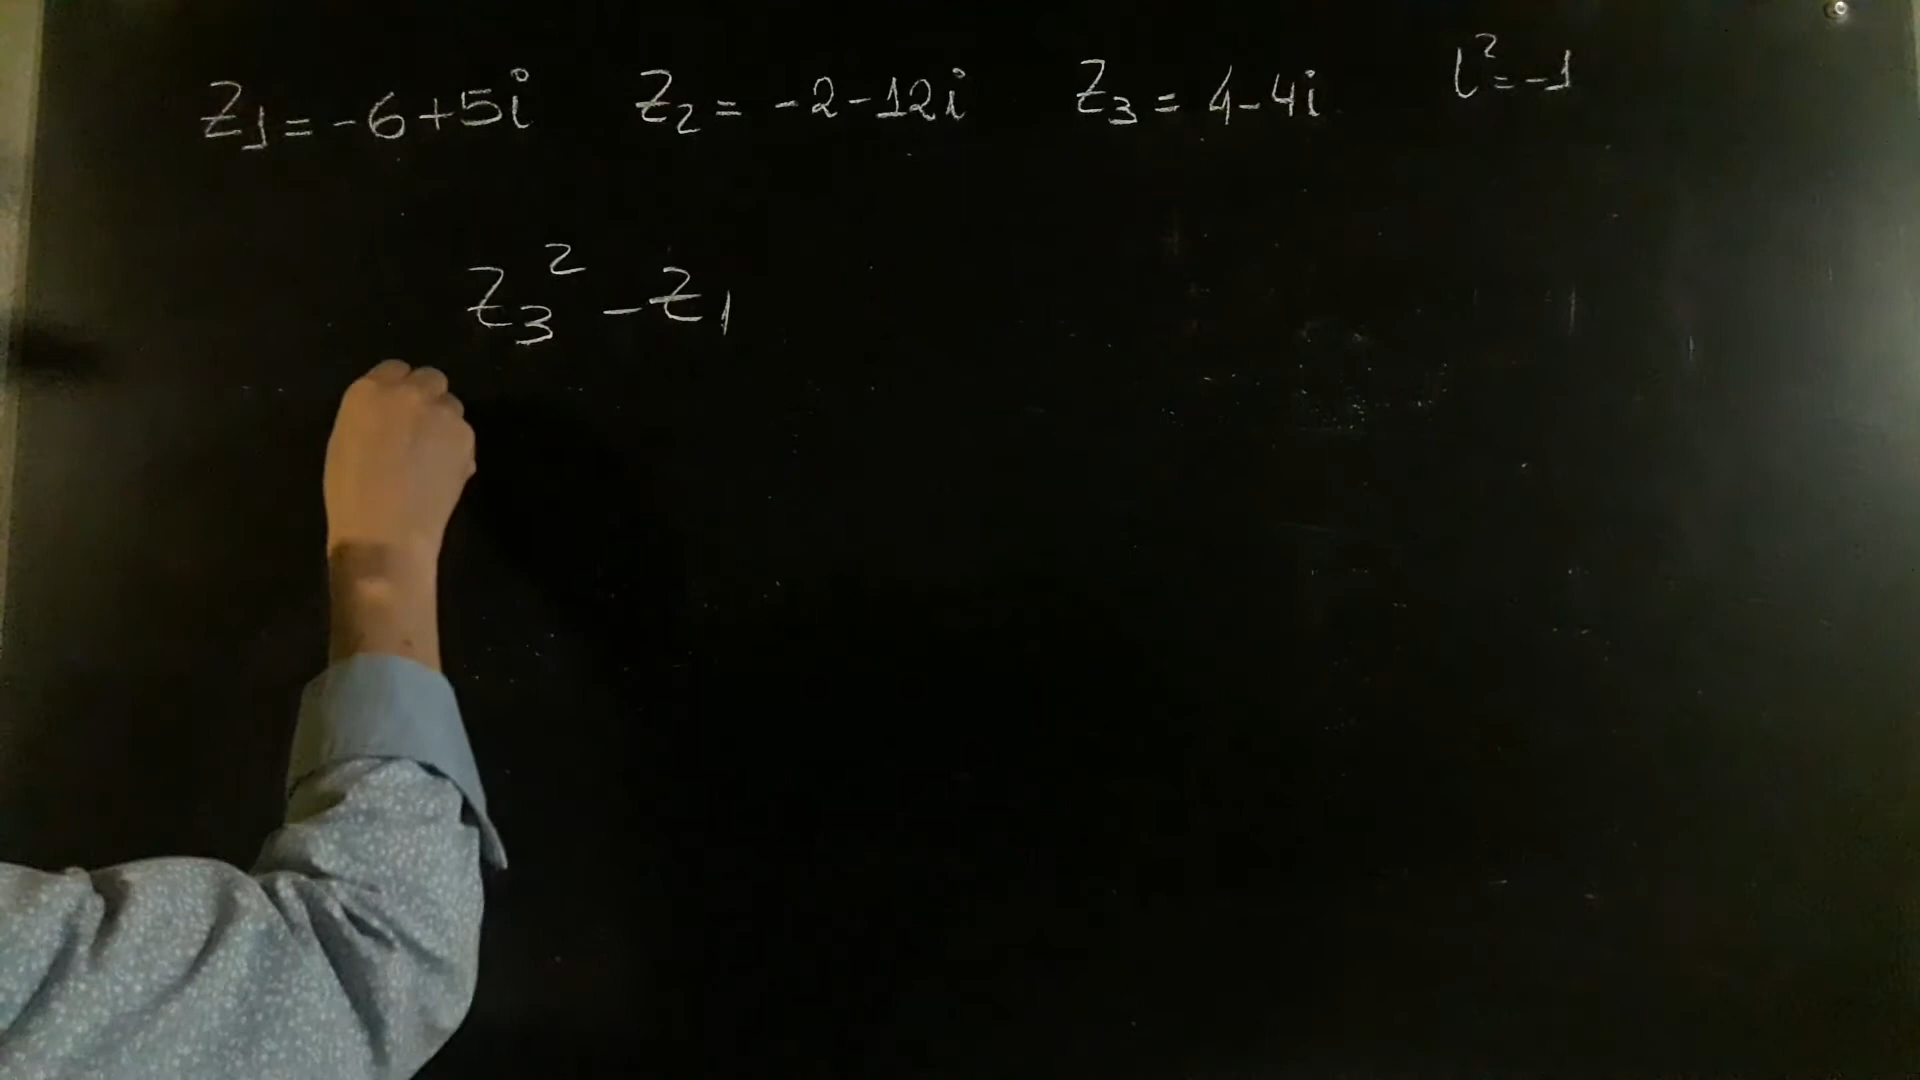 Z₁ = -6+5i Z₂ = -2-12i Z₃ = 4-4i i² = -1
Z₃² - Z₁